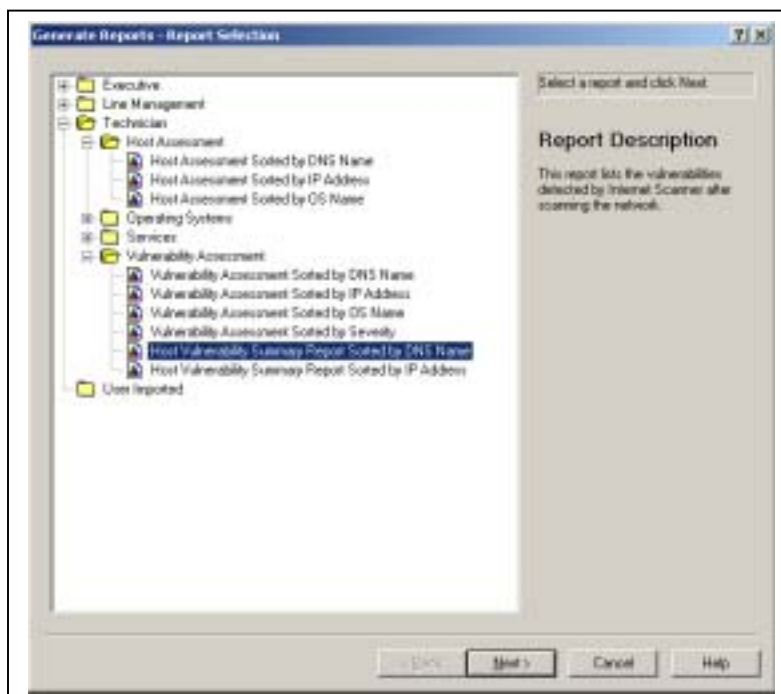 Generate Reports - Report Selection
Executive
Line Management
Technician
Host Assessment
Host Assessment Sorted by DNS Name
Host Assessment Sorted by IP Address
Host Assessment Sorted by OS Name
Operating Systems
Services
Vulnerability Assessment
Vulnerability Assessment Sorted by DNS Name
Vulnerability Assessment Sorted by IP Address
Vulnerability Assessment Sorted by OS Name
Vulnerability Assessment Sorted by Severity
Host Vulnerability Summary Report Sorted by DNS Name
Host Vulnerability Summary Report Sorted by IP Address
User Imported
Select a report and click Next
Report Description
This report lists the vulnerabilities
detected by Internet Scanner after
scanning the network.
< Back
Next >
Cancel
Help